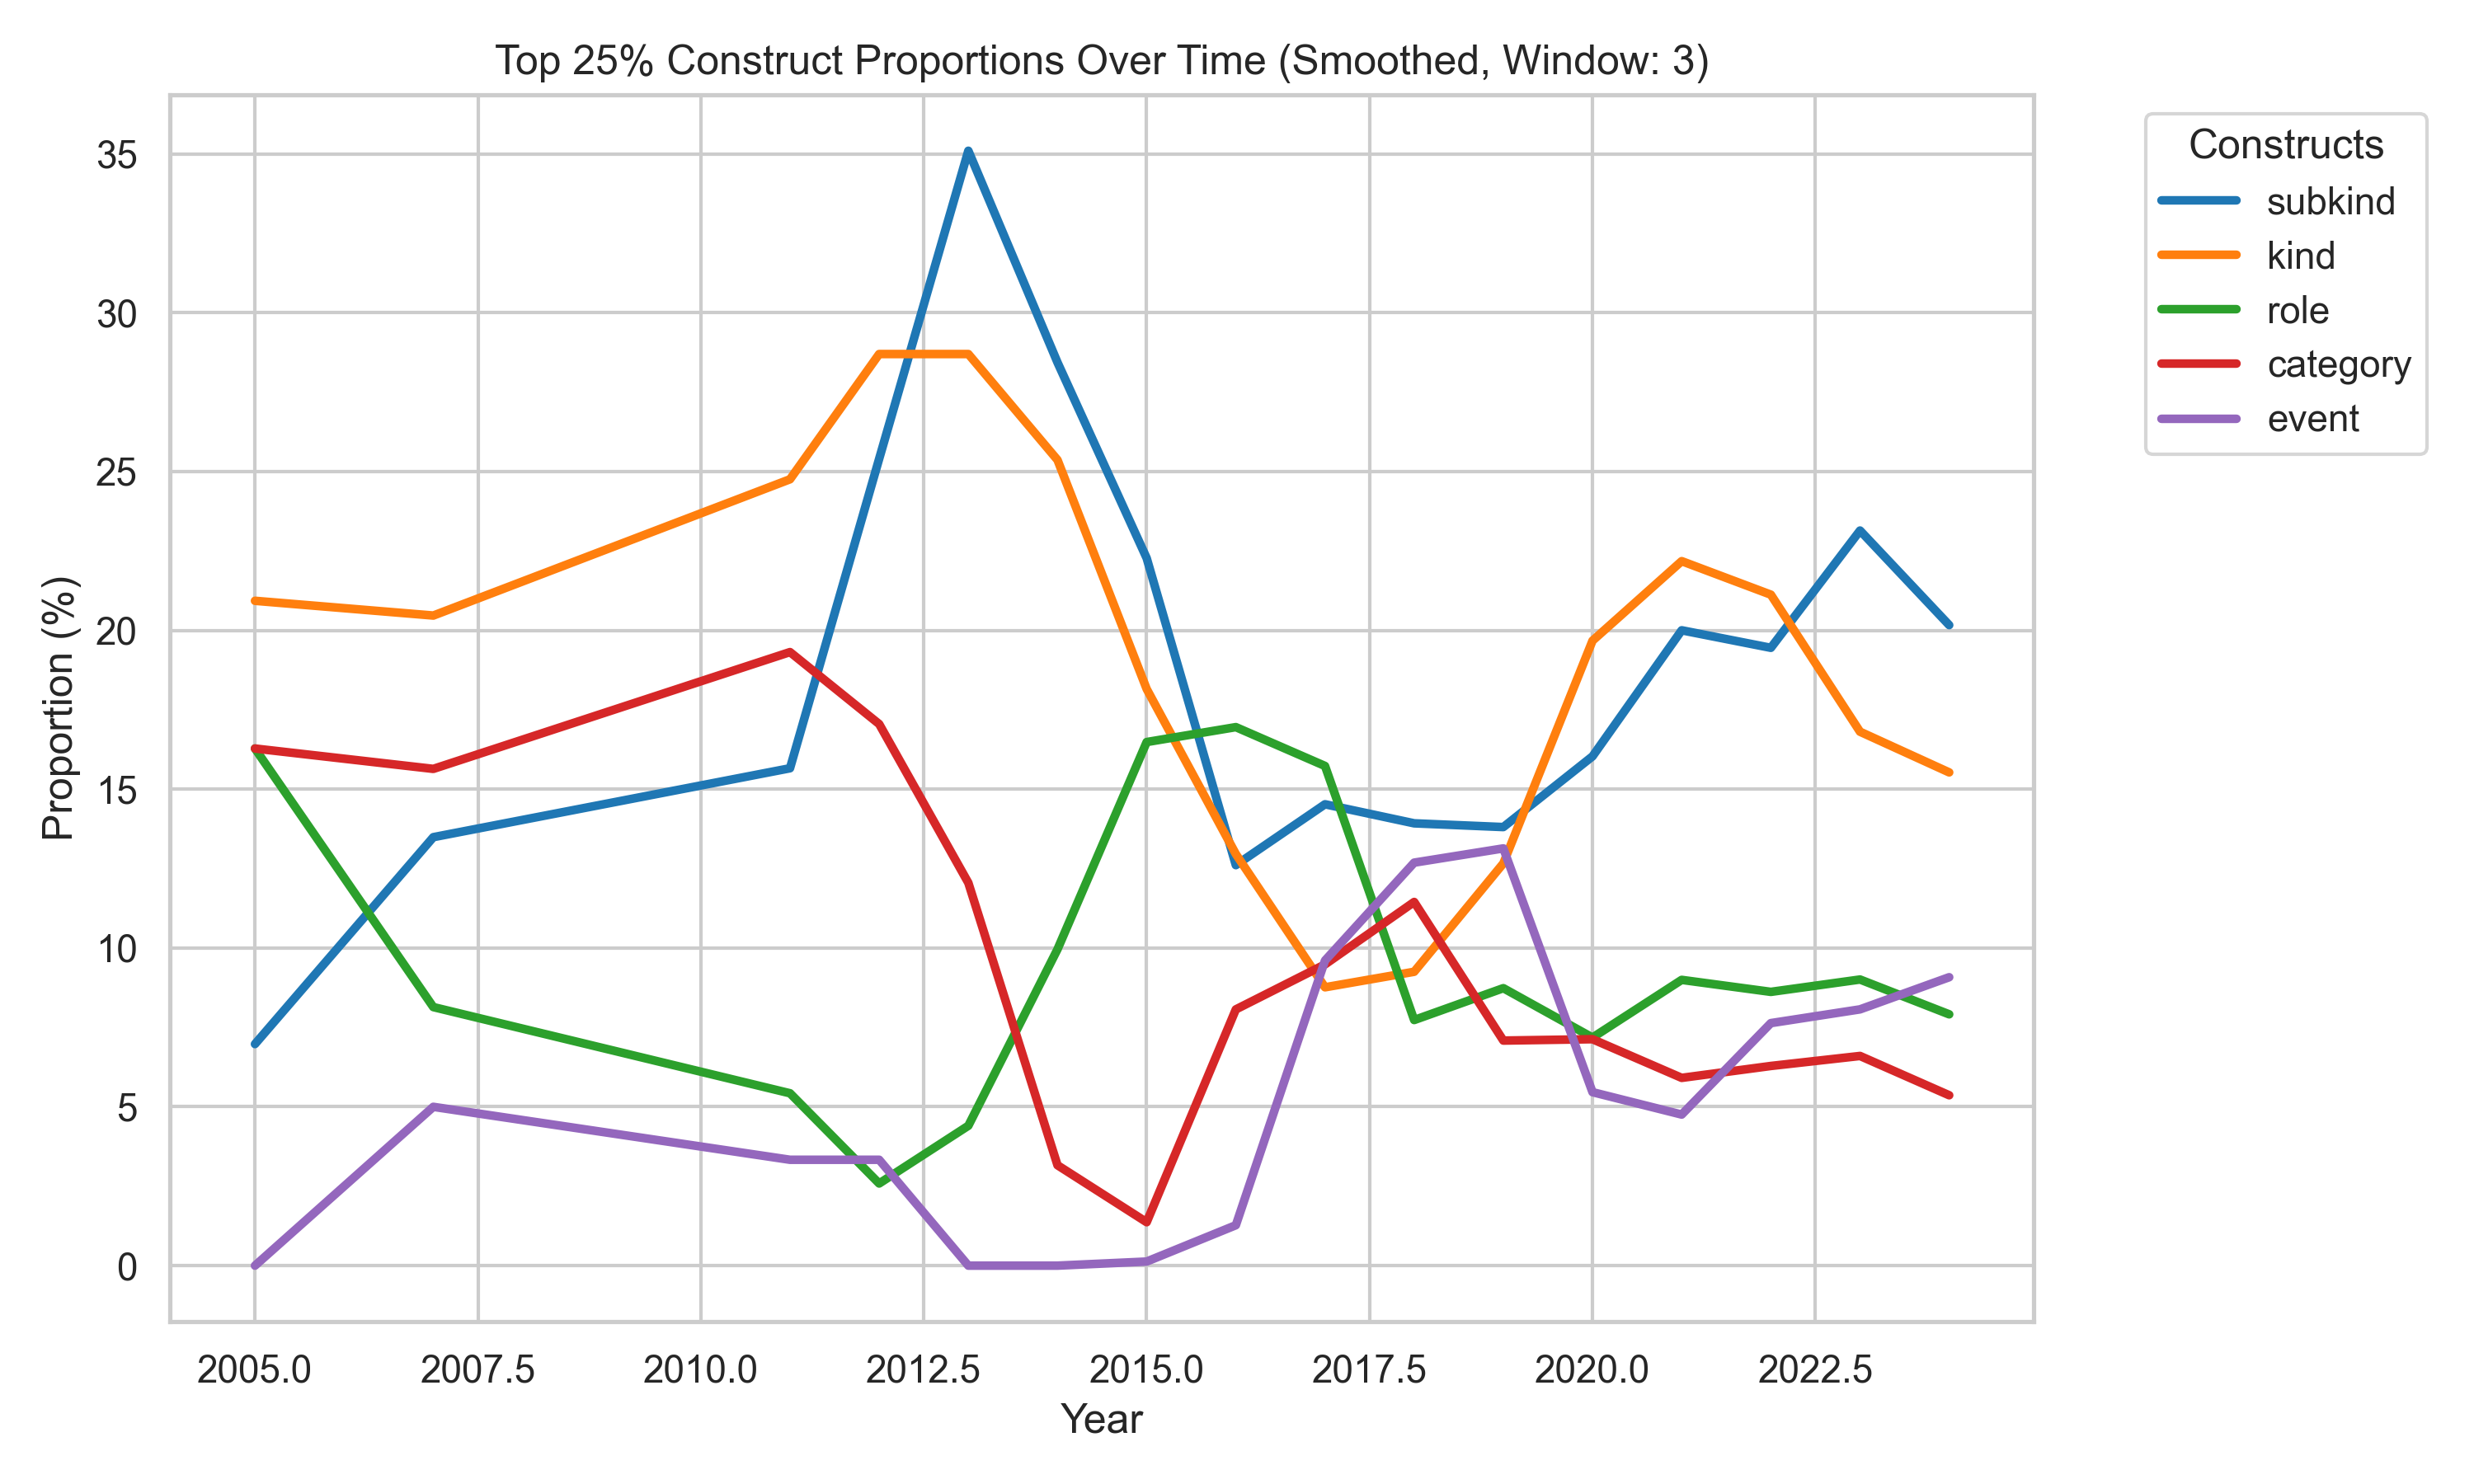 Top 25% Construct Proportions Over Time (Smoothed, Window: 3)
Constructs
subkind
kind
role
category
event
Proportion (%)
35
30
25
20
15
10
5
0
2005.0
2007.5
2010.0
2012.5
2015.0
2017.5
2020.0
2022.5
Year